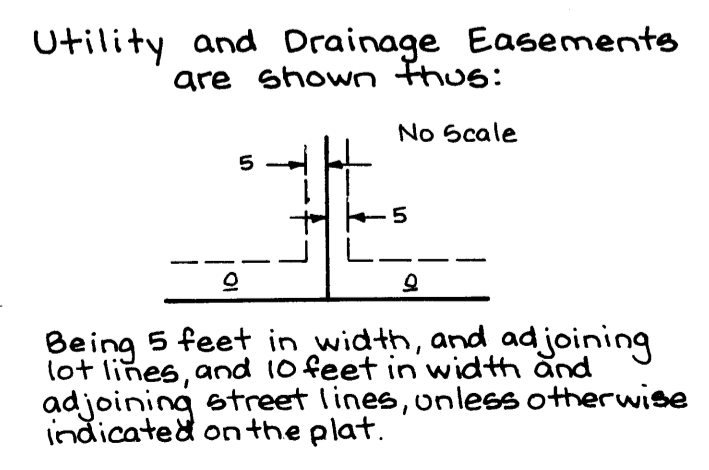 Utility and Drainage Easements
are shown thus:
No Scale
5
5
Being 5 feet in width, and adjoining
lot lines, and 10 feet in width and
adjoining street lines, unless otherwise
indicated on the plat.